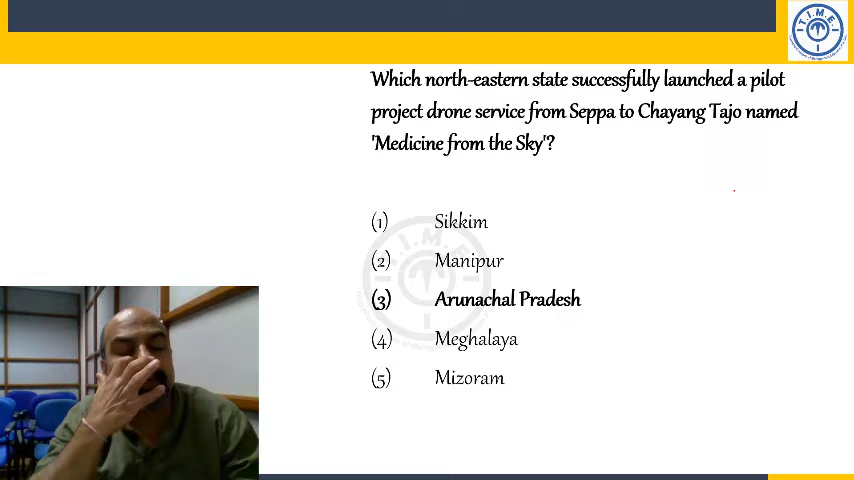 T.I.M.E.
Which north-eastern state successfully launched a pilot
project drone service from Seppa to Chayang Tajo named
'Medicine from the Sky'?
(1) Sikkim
(2) Manipur
(3) Arunachal Pradesh
(4) Meghalaya
(5) Mizoram